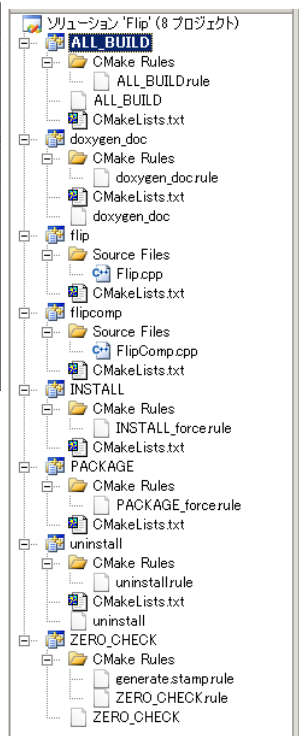 ソリューション 'Flip' (8 プロジェクト)
ALL_BUILD
CMake Rules
ALL_BUILD.rule
ALL_BUILD
CMakeLists.txt
doxygen_doc
CMake Rules
doxygen_doc.rule
CMakeLists.txt
doxygen_doc
flip
Source Files
Flip.cpp
CMakeLists.txt
flipcomp
Source Files
FlipComp.cpp
CMakeLists.txt
INSTALL
CMake Rules
INSTALL_force.rule
CMakeLists.txt
PACKAGE
CMake Rules
PACKAGE_force.rule
CMakeLists.txt
uninstall
CMake Rules
uninstall.rule
CMakeLists.txt
uninstall
ZERO_CHECK
CMake Rules
generate.stamp.rule
ZERO_CHECK.rule
ZERO_CHECK